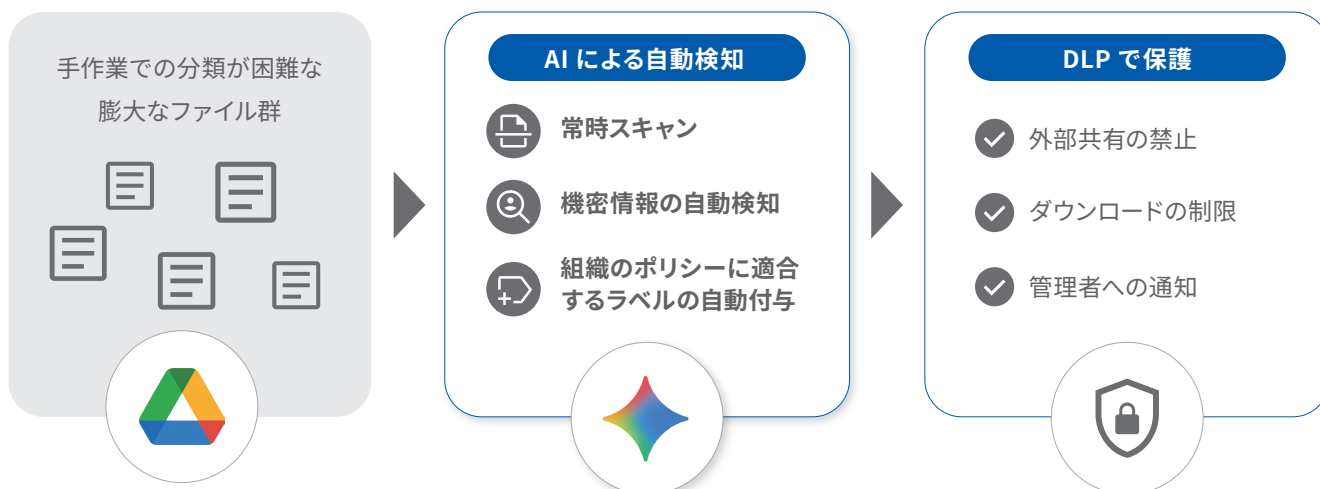 手作業での分類が困難な
膨大なファイル群
AI による自動検知
常時スキャン
機密情報の自動検知
組織のポリシーに適合
するラベルの自動付与
DLP で保護
外部共有の禁止
ダウンロードの制限
管理者への通知